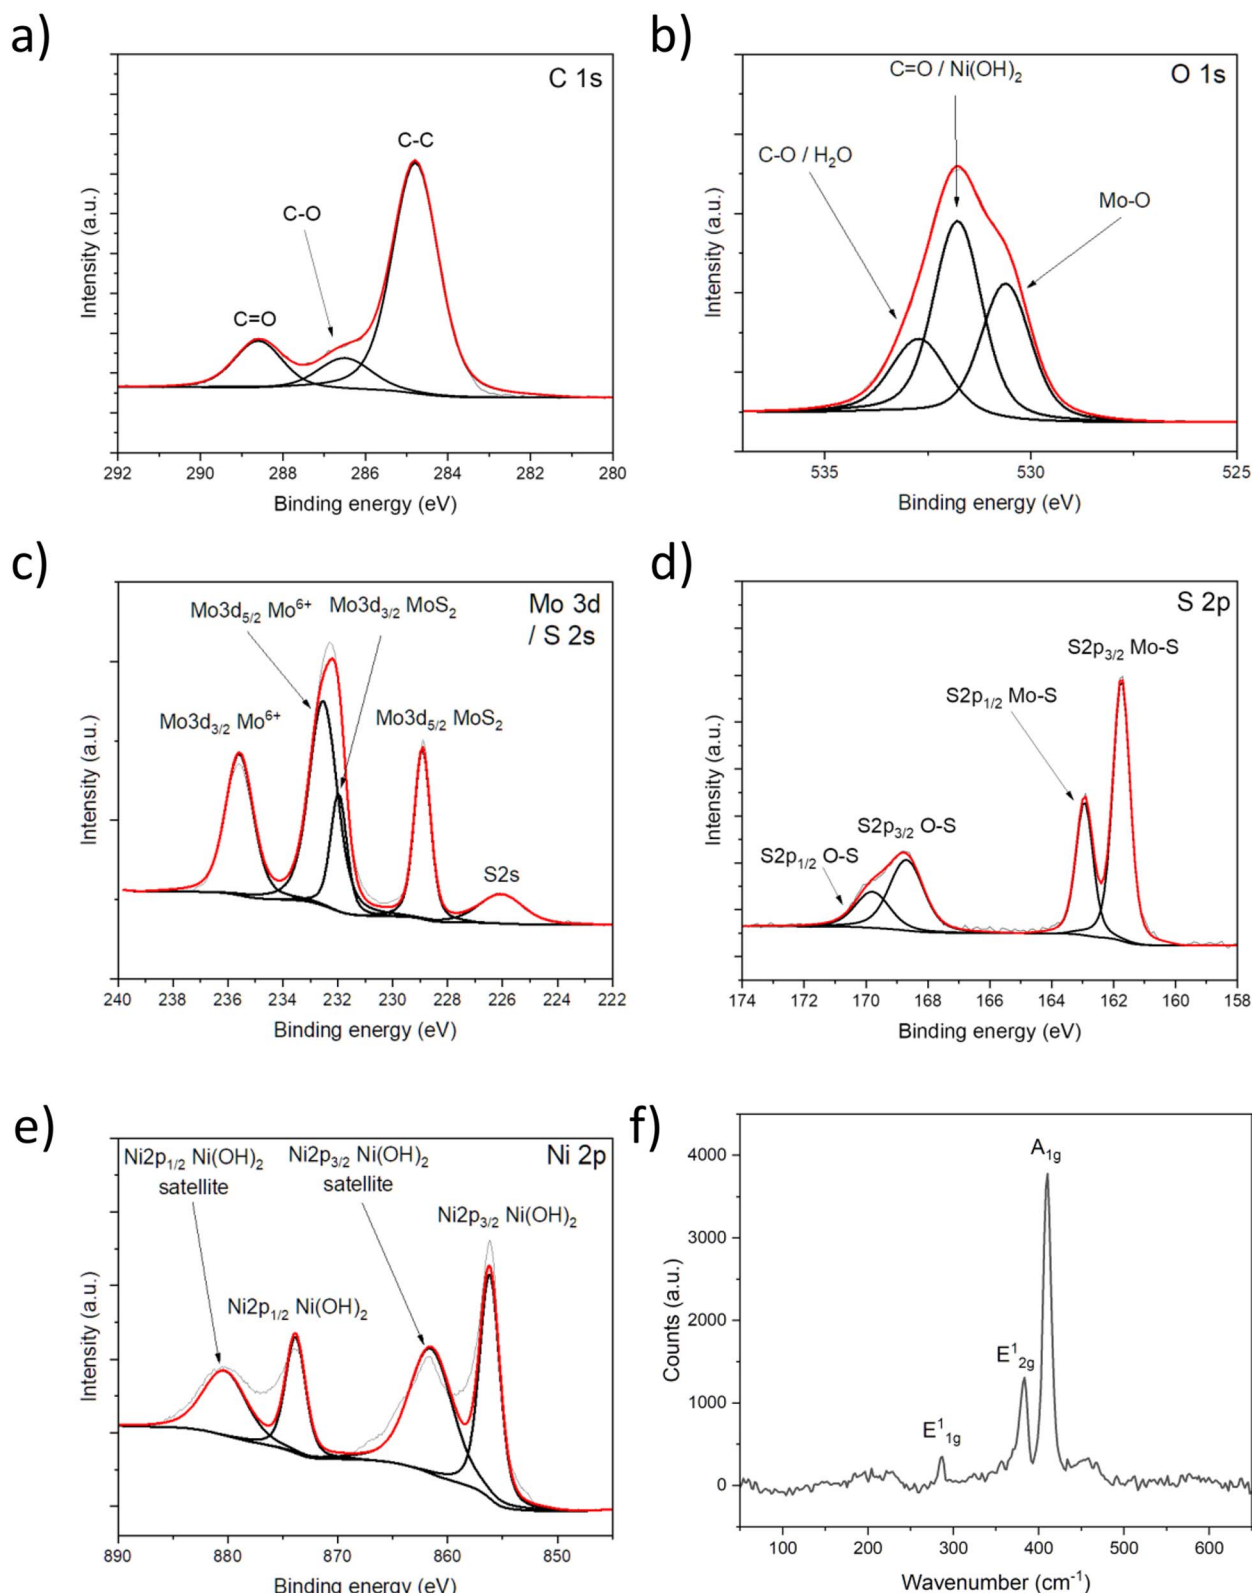 a)
C 1s
C-C
C-O
C=O
Intensity (a.u.)
292 290 288 286 284 282 280
Binding energy (eV)
b)
O 1s
C=O / Ni(OH)₂
C-O / H₂O
Mo-O
Intensity (a.u.)
535 530 525
Binding energy (eV)
c)
Mo 3d
/ S 2s
Mo3d₅/₂ Mo⁶⁺
Mo3d₃/₂ MoS₂
Mo3d₃/₂ Mo⁶⁺
Mo3d₅/₂ MoS₂
S2s
Intensity (a.u.)
240 238 236 234 232 230 228 226 224 222
Binding energy (eV)
d)
S 2p
S2p₃/₂ Mo-S
S2p₁/₂ Mo-S
S2p₃/₂ O-S
S2p₁/₂ O-S
Intensity (a.u.)
174 172 170 168 166 164 162 160 158
Binding energy (eV)
e)
Ni 2p
Ni2p₁/₂ Ni(OH)₂
satellite
Ni2p₃/₂ Ni(OH)₂
satellite
Ni2p₃/₂ Ni(OH)₂
Ni2p₁/₂ Ni(OH)₂
Intensity (a.u.)
890 880 870 860 850
Binding energy (eV)
f)
4000
3000
2000
1000
0
A₁g
E¹₂g
E¹₁g
Counts (a.u.)
100 200 300 400 500 600
Wavenumber (cm⁻¹)